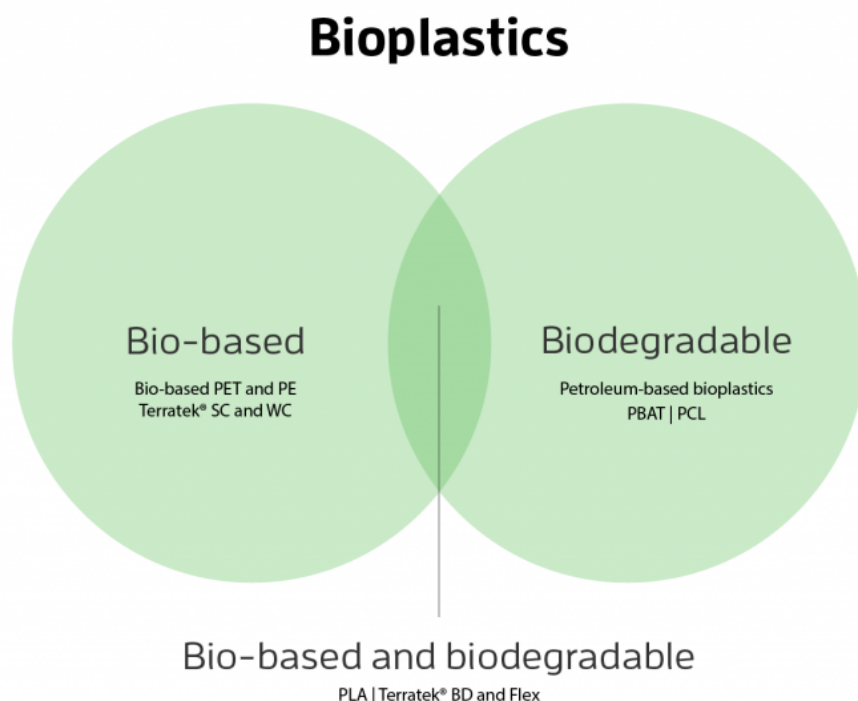 Bioplastics
Bio-based
Bio-based PET and PE
Terratek® SC and WC
Biodegradable
Petroleum-based bioplastics
PBAT | PCL
Bio-based and biodegradable
PLA | Terratek® BD and Flex